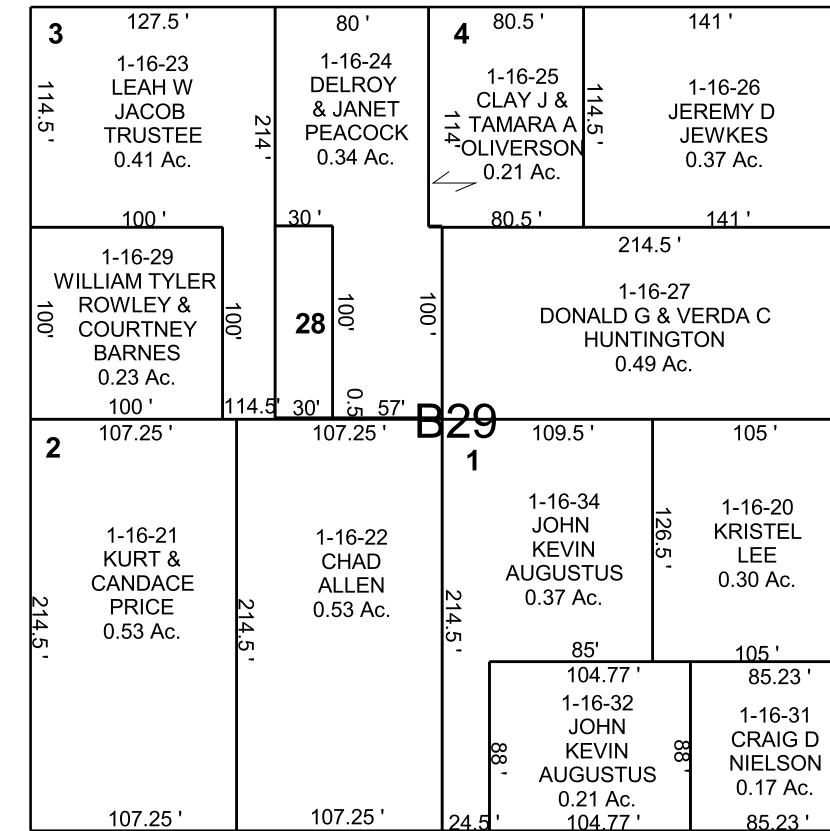 127.5 '
80 '
80.5 '
141 '
3
4
1-16-23
LEAH W
JACOB
TRUSTEE
0.41 Ac.
114.5 '
214 '
1-16-24
DELROY
& JANET
PEACOCK
0.34 Ac.
1-16-25
CLAY J &
TAMARA A
OLIVERSON
0.21 Ac.
114'
114.5 '
1-16-26
JEREMY D
JEWKES
0.37 Ac.
100 '
30 '
80.5 '
141 '
1-16-29
WILLIAM TYLER
ROWLEY &
COURTNEY
BARNES
0.23 Ac.
100'
100'
28
100'
100 '
214.5 '
1-16-27
DONALD G & VERDA C
HUNTINGTON
0.49 Ac.
100 '
114.5'
30'
0.5'
57'
B29
107.25 '
107.25 '
109.5 '
105 '
2
1
1-16-21
KURT &
CANDACE
PRICE
0.53 Ac.
214.5 '
214.5 '
1-16-22
CHAD
ALLEN
0.53 Ac.
214.5 '
1-16-34
JOHN
KEVIN
AUGUSTUS
0.37 Ac.
126.5 '
1-16-20
KRISTEL
LEE
0.30 Ac.
85'
105 '
104.77 '
85.23 '
1-16-32
JOHN
KEVIN
AUGUSTUS
0.21 Ac.
88 '
88'
1-16-31
CRAIG D
NIELSON
0.17 Ac.
107.25 '
107.25 '
24.5 '
104.77 '
85.23 '